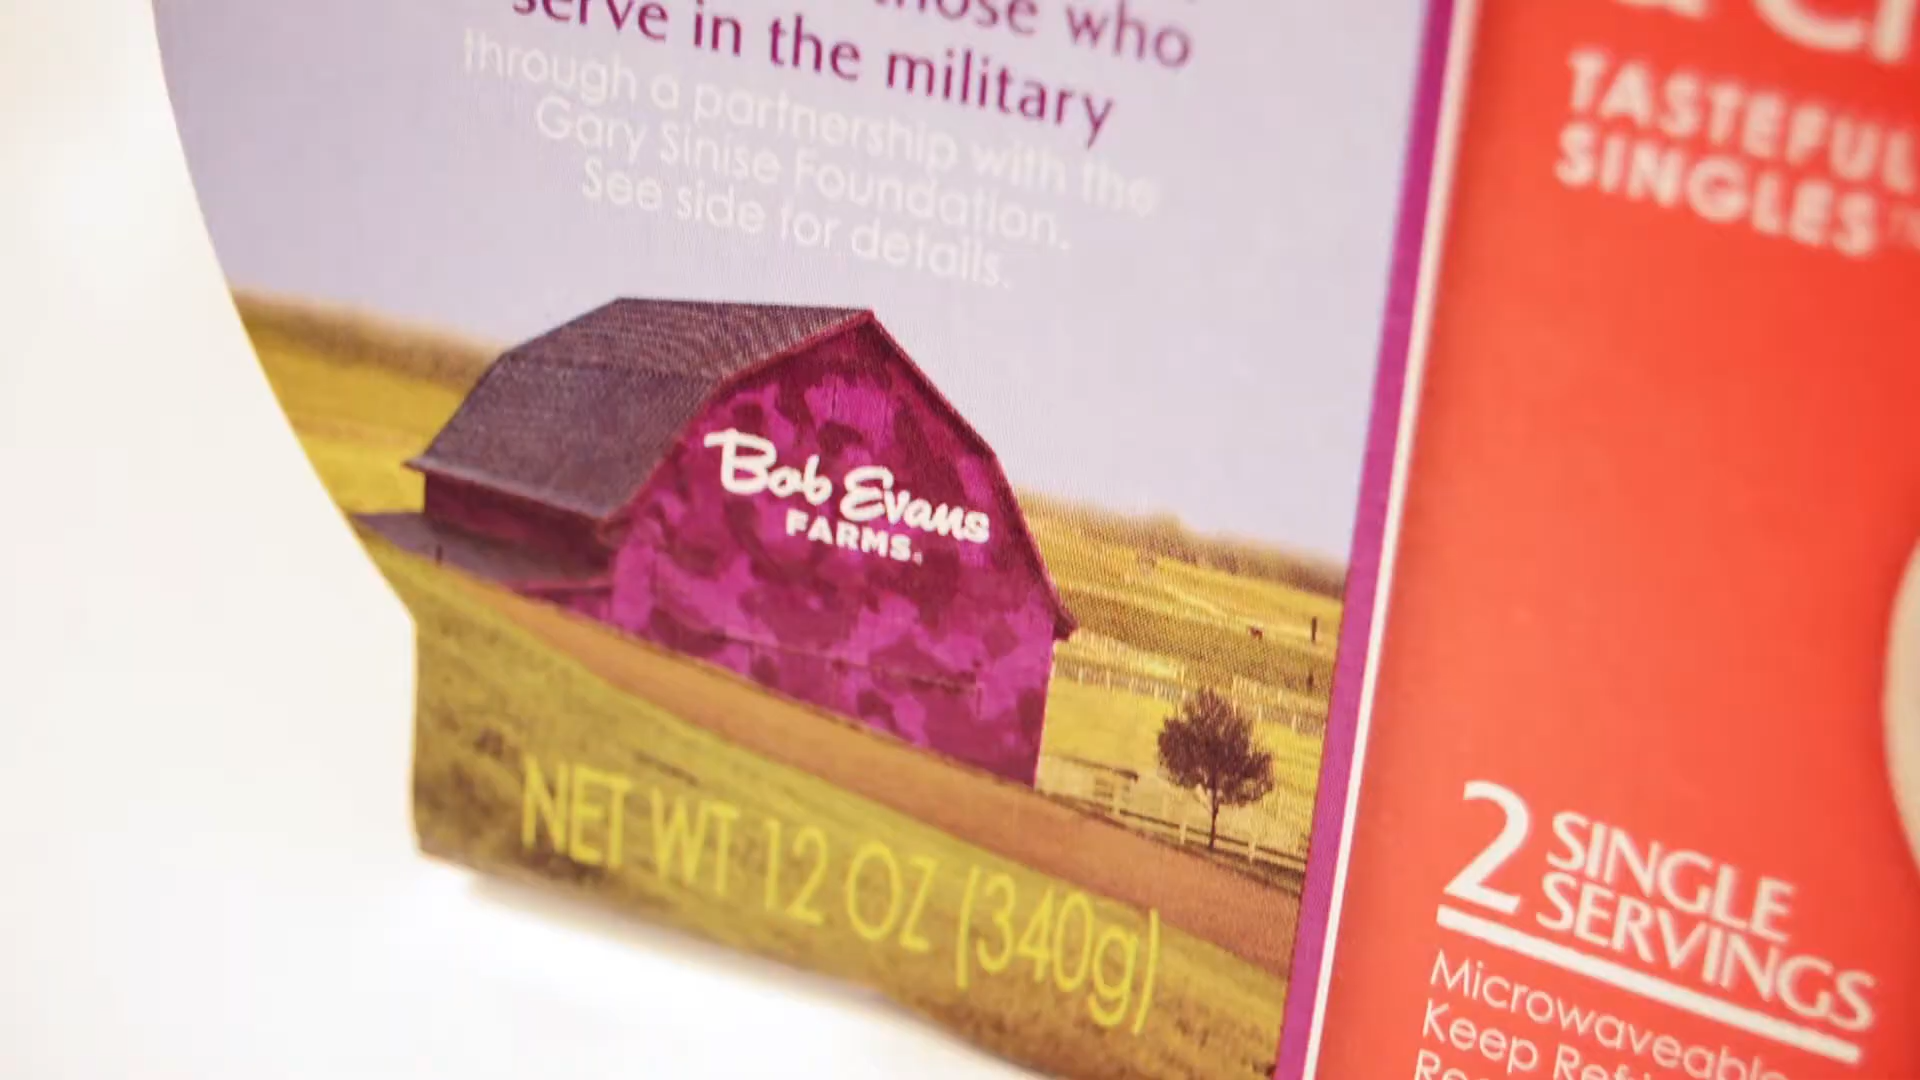 those who
serve in the military
through a partnership with the
Gary Sinise Foundation.
See side for details.
Bob Evans
FARMS
NET WT 12 OZ (340g)
TASTEFUL
SINGLES
2 SINGLE
SERVINGS
Microwaveable
Keep